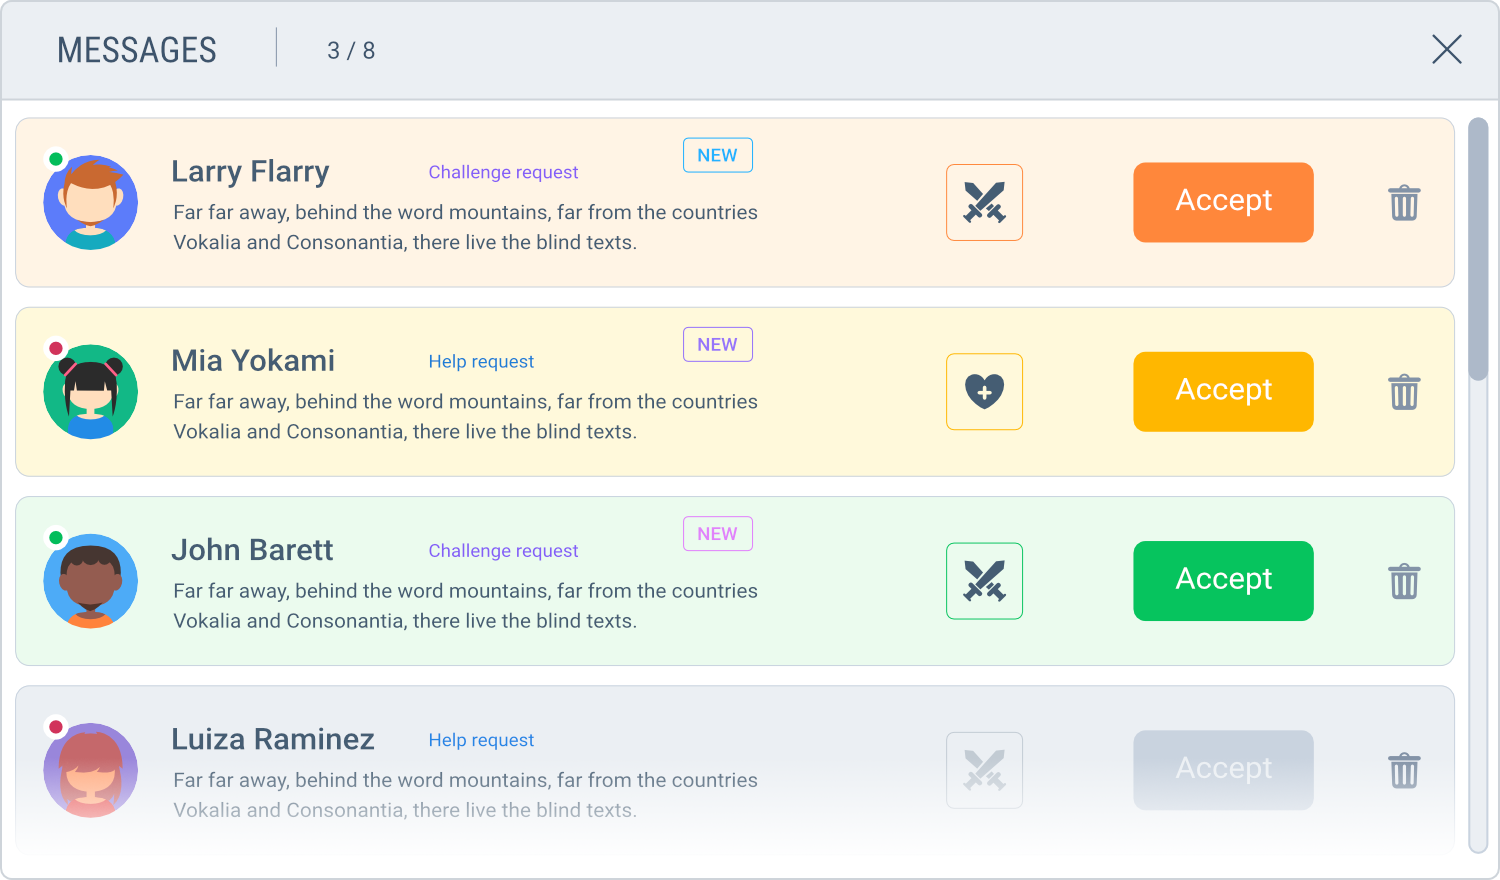 MESSAGES
3 / 8
Larry Flarry
Challenge request
NEW
Far far away, behind the word mountains, far from the countries
Vokalia and Consonantia, there live the blind texts.
Accept
Mia Yokami
Help request
NEW
Far far away, behind the word mountains, far from the countries
Vokalia and Consonantia, there live the blind texts.
Accept
John Barett
Challenge request
NEW
Far far away, behind the word mountains, far from the countries
Vokalia and Consonantia, there live the blind texts.
Accept
Luiza Raminez
Help request
Far far away, behind the word mountains, far from the countries
Vokalia and Consonantia, there live the blind texts.
Accept